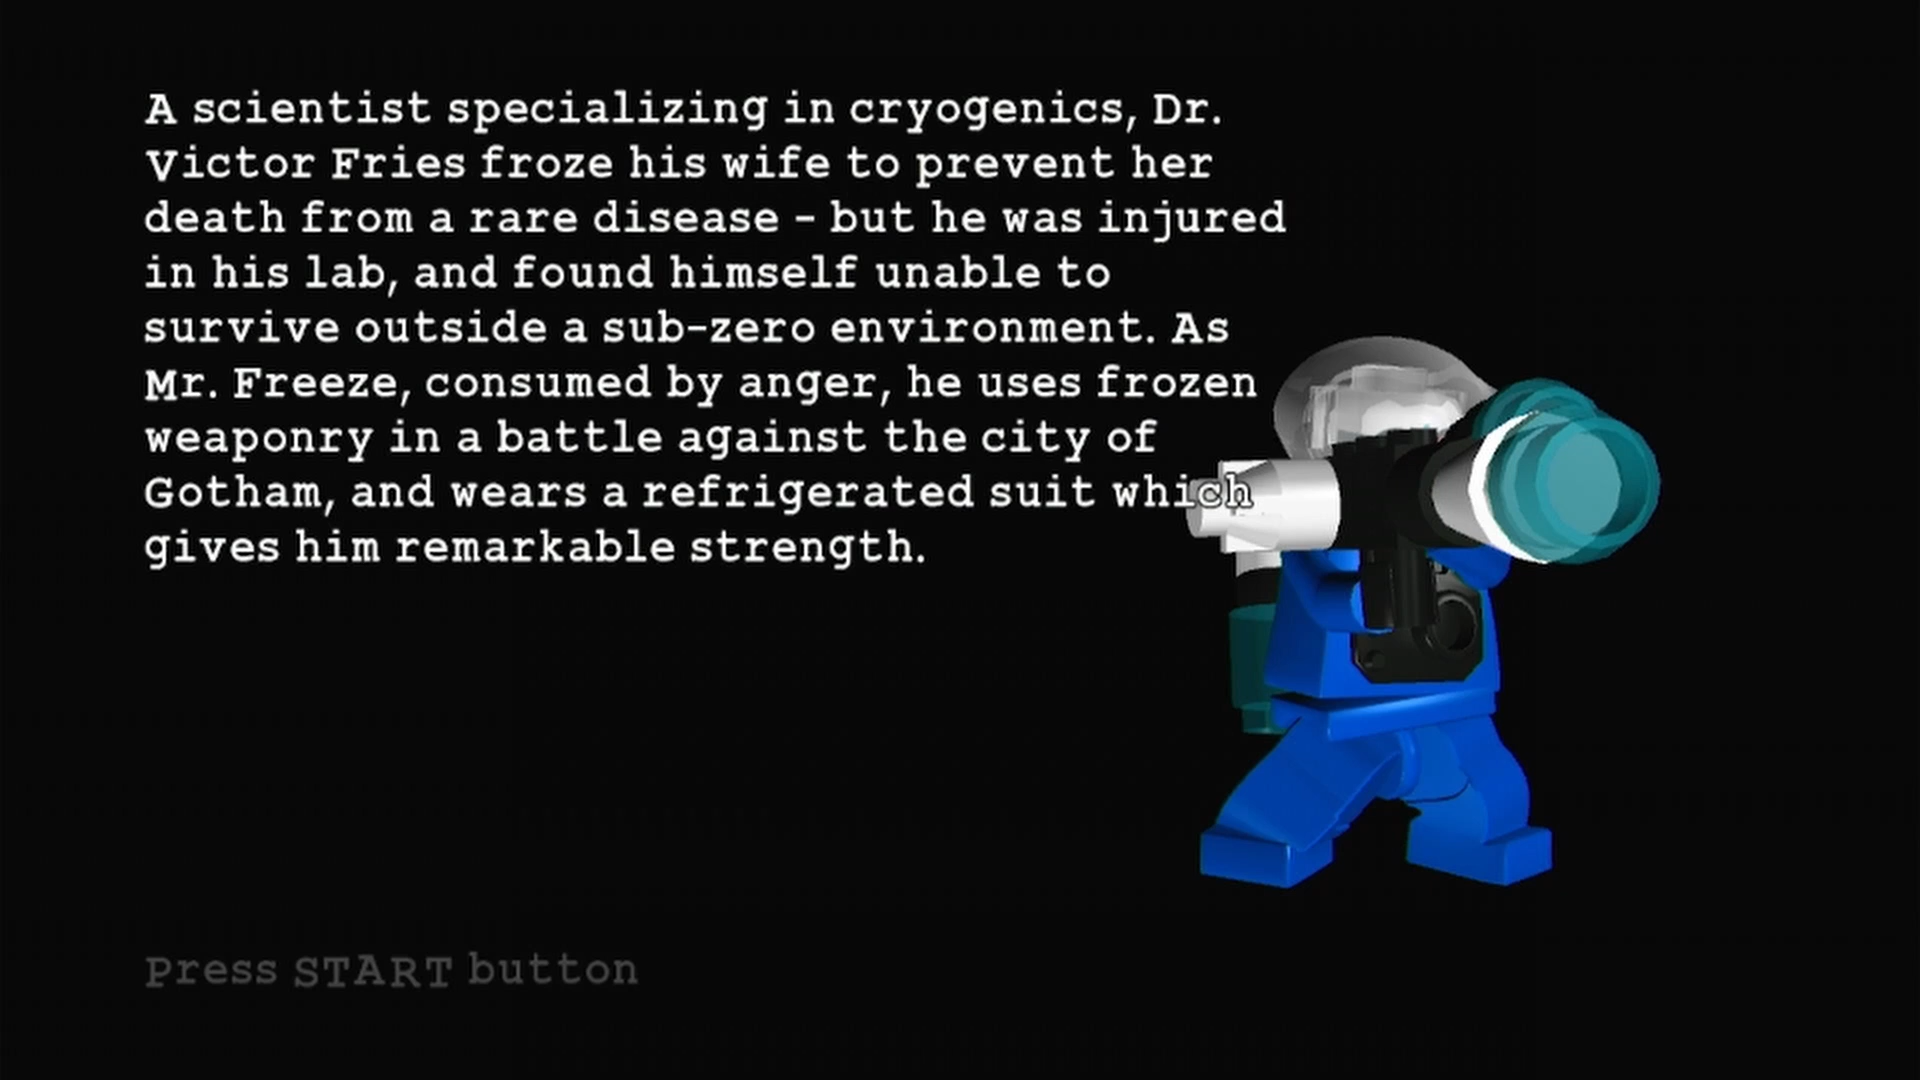 A scientist specializing in cryogenics, Dr.
Victor Fries froze his wife to prevent her
death from a rare disease - but he was injured
in his lab, and found himself unable to
survive outside a sub-zero environment. As
Mr. Freeze, consumed by anger, he uses frozen
weaponry in a battle against the city of
Gotham, and wears a refrigerated suit which
gives him remarkable strength.
Press START button